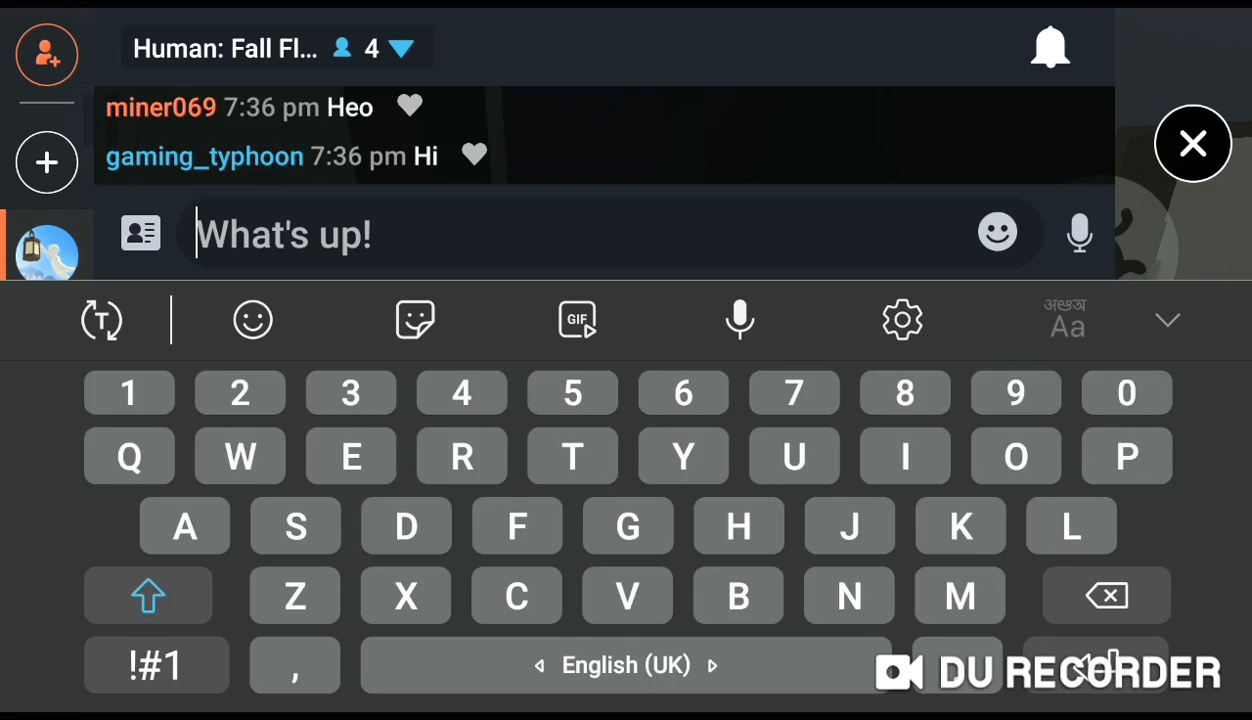 Human: Fall Fl... 4
miner069 7:36 pm Heo
gaming_typhoon 7:36 pm Hi
What's up!
T GIF Aa
1 2 3 4 5 6 7 8 9 0
Q W E R T Y U I O P
A S D F G H J K L
Z X C V B N M
!#1 , English (UK) .
DU RECORDER